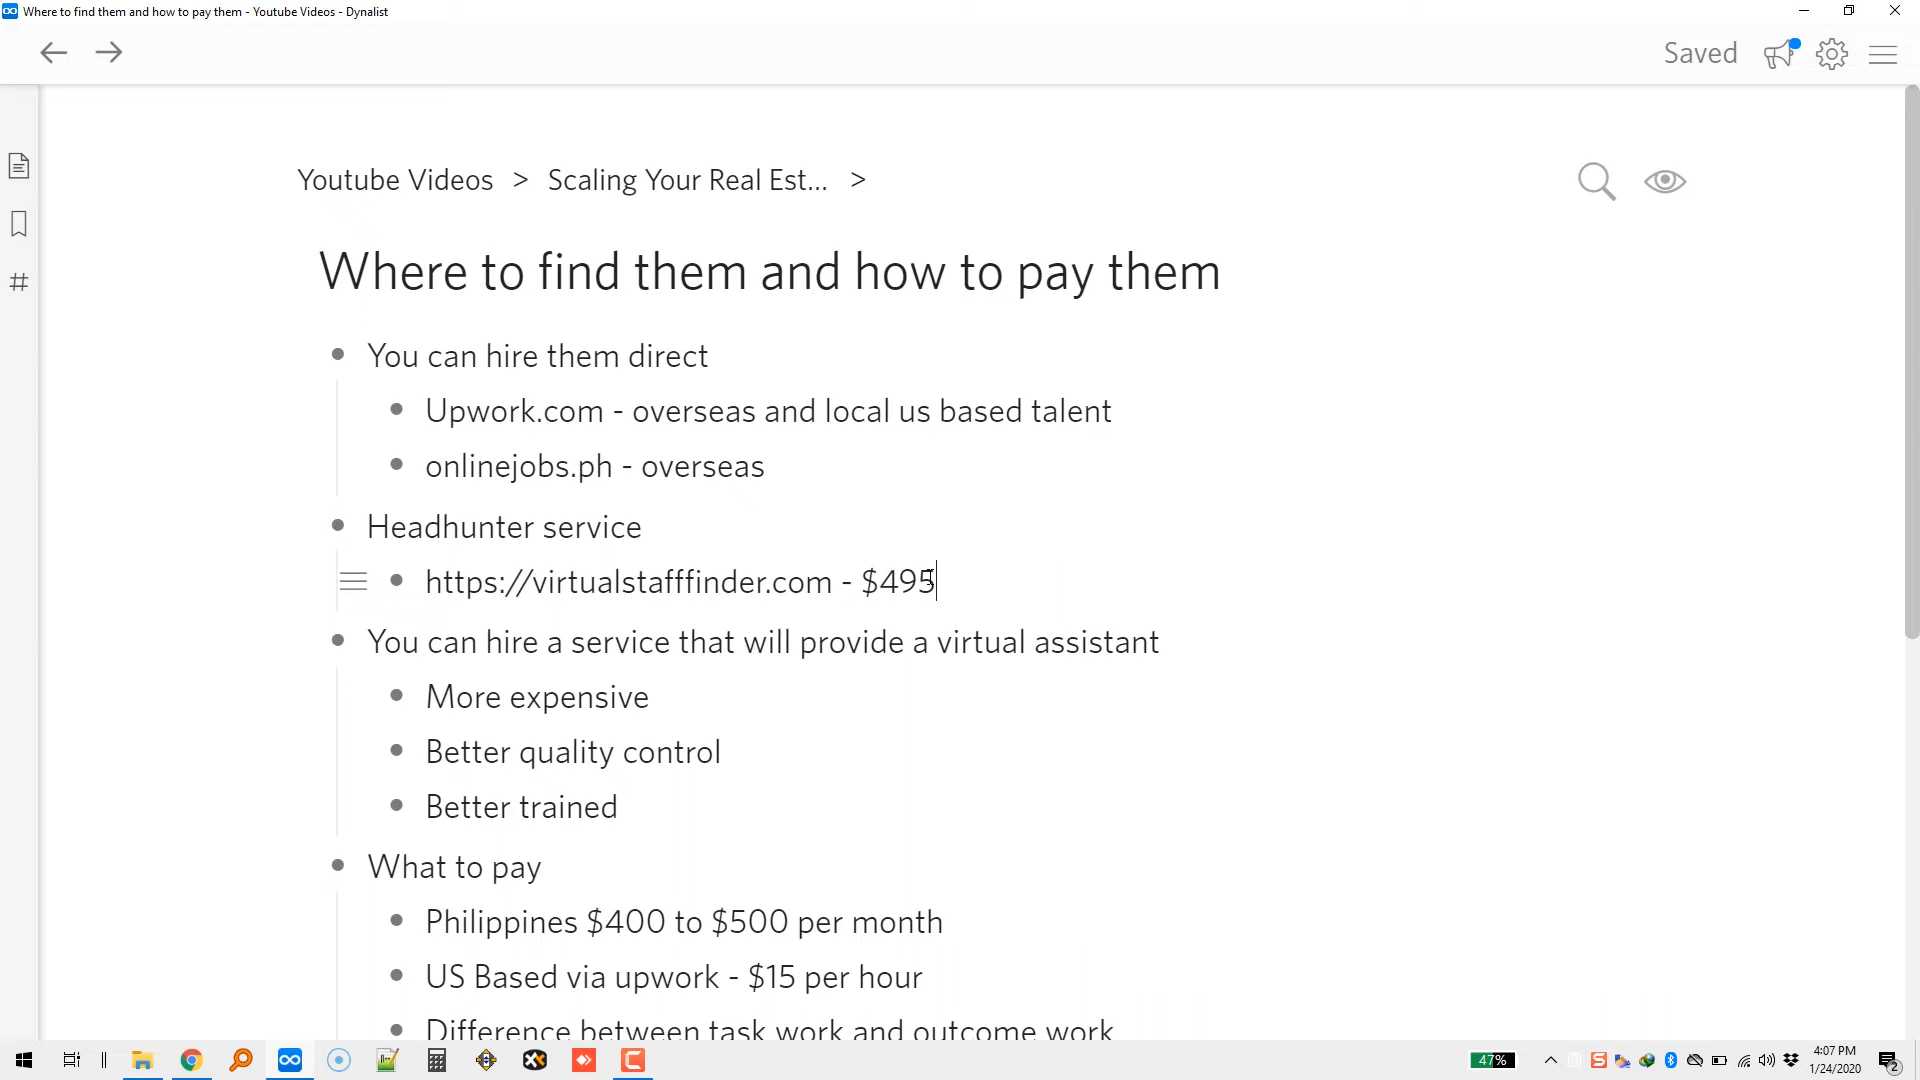 Where to find them and how to pay them - Youtube Videos - Dynalist
Saved
Youtube Videos > Scaling Your Real Est... >
Where to find them and how to pay them
You can hire them direct
Upwork.com - overseas and local us based talent
onlinejobs.ph - overseas
Headhunter service
https://virtualstafffinder.com - $495
You can hire a service that will provide a virtual assistant
More expensive
Better quality control
Better trained
What to pay
Philippines $400 to $500 per month
US Based via upwork - $15 per hour
Difference between task work and outcome work
47%
4:07 PM
1/24/2020
2